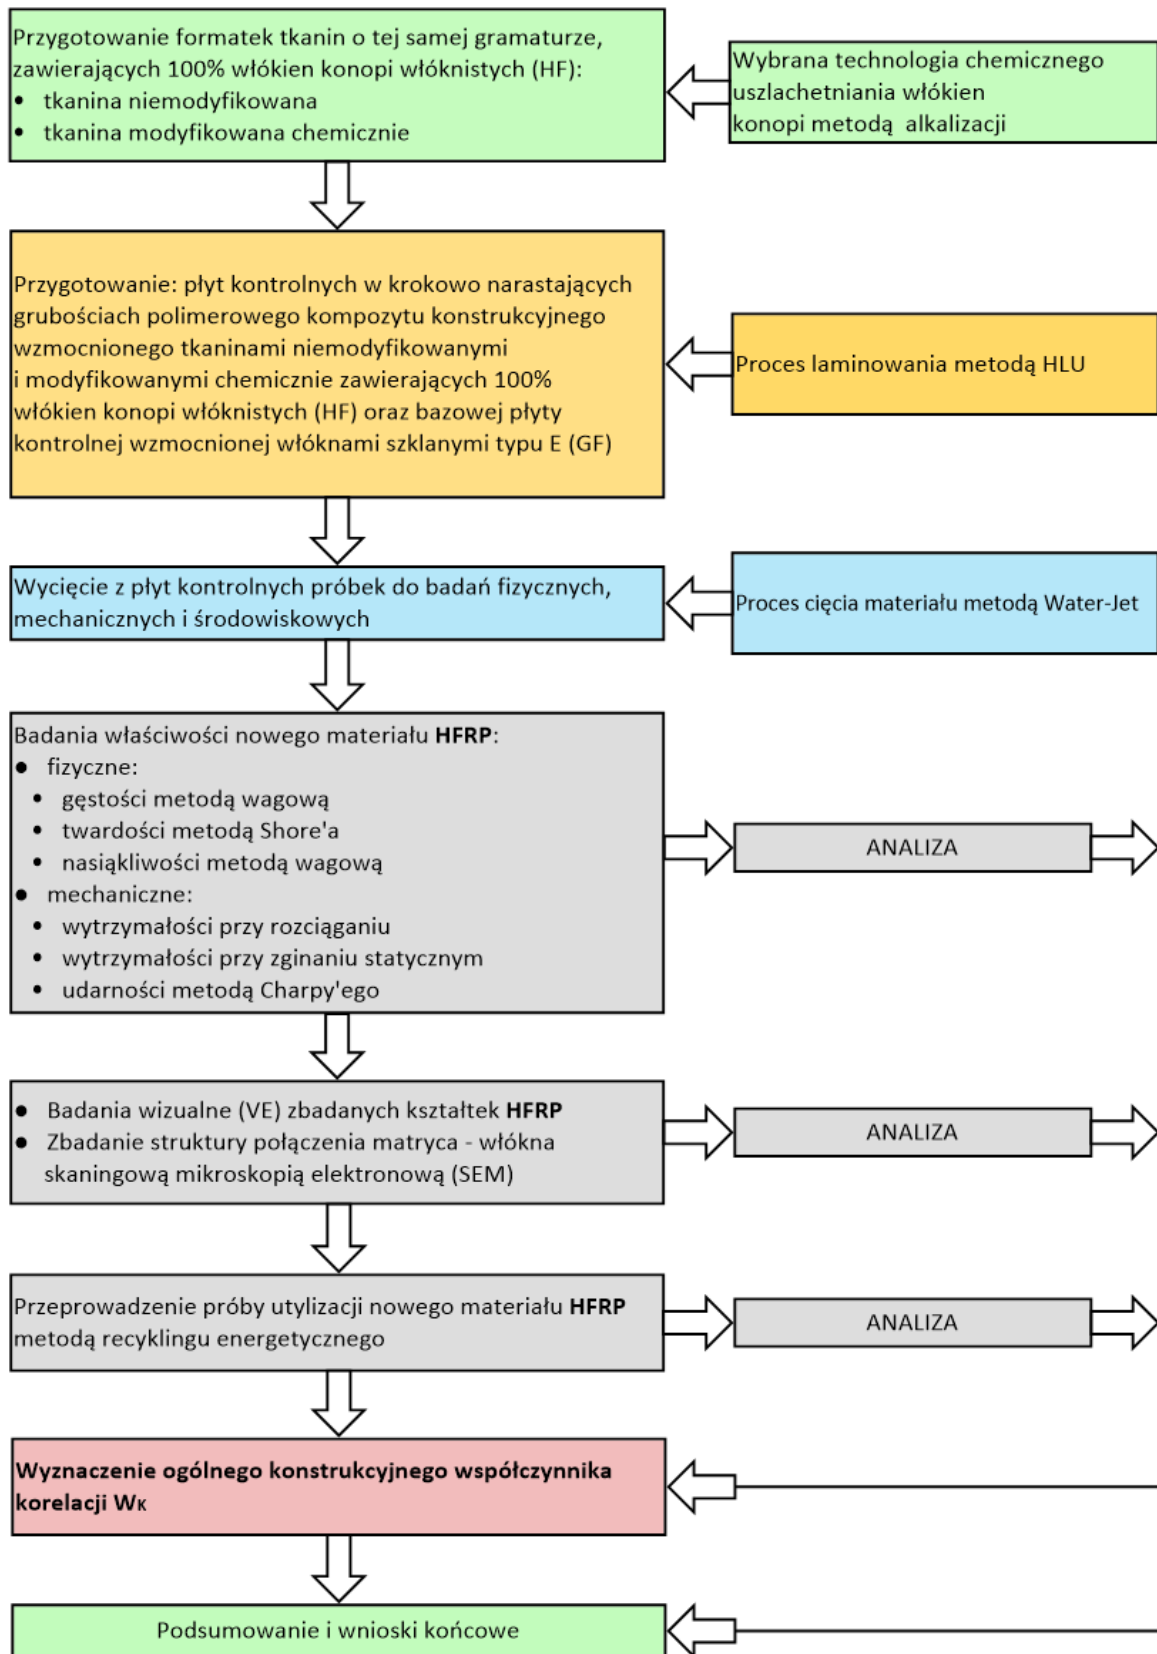 Przygotowanie formatek tkanin o tej samej gramaturze,
zawierających 100% włókien konopi włóknistych (HF):
• tkanina niemodyfikowana
• tkanina modyfikowana chemicznie
Wybrana technologia chemicznego
uszlachetniania włókien
konopi metodą alkalizacji
Przygotowanie: płyt kontrolnych w krokowo narastających
grubościach polimerowego kompozytu konstrukcyjnego
wzmocnionego tkaninami niemodyfikowanymi
i modyfikowanymi chemicznie zawierających 100%
włókien konopi włóknistych (HF) oraz bazowej płyty
kontrolnej wzmocnionej włóknami szklanymi typu E (GF)
Proces laminowania metodą HLU
Wycięcie z płyt kontrolnych próbek do badań fizycznych,
mechanicznych i środowiskowych
Proces cięcia materiału metodą Water-Jet
Badania właściwości nowego materiału HFRP:
● fizyczne:
• gęstości metodą wagową
• twardości metodą Shore'a
• nasiąkliwości metodą wagową
● mechaniczne:
• wytrzymałości przy rozciąganiu
• wytrzymałości przy zginaniu statycznym
• udarności metodą Charpy'ego
ANALIZA
● Badania wizualne (VE) zbadanych kształtek HFRP
● Zbadanie struktury połączenia matryca - włókna
skaningową mikroskopią elektronową (SEM)
ANALIZA
Przeprowadzenie próby utylizacji nowego materiału HFRP
metodą recyklingu energetycznego
ANALIZA
Wyznaczenie ogólnego konstrukcyjnego współczynnika
korelacji Wᴋ
Podsumowanie i wnioski końcowe